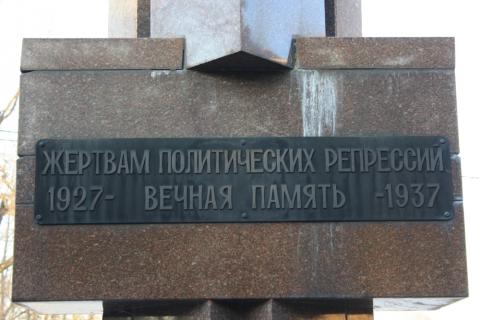 ЖЕРТВАМ ПОЛИТИЧЕСКИХ РЕПРЕССИЙ
1927- ВЕЧНАЯ ПАМЯТЬ -1937